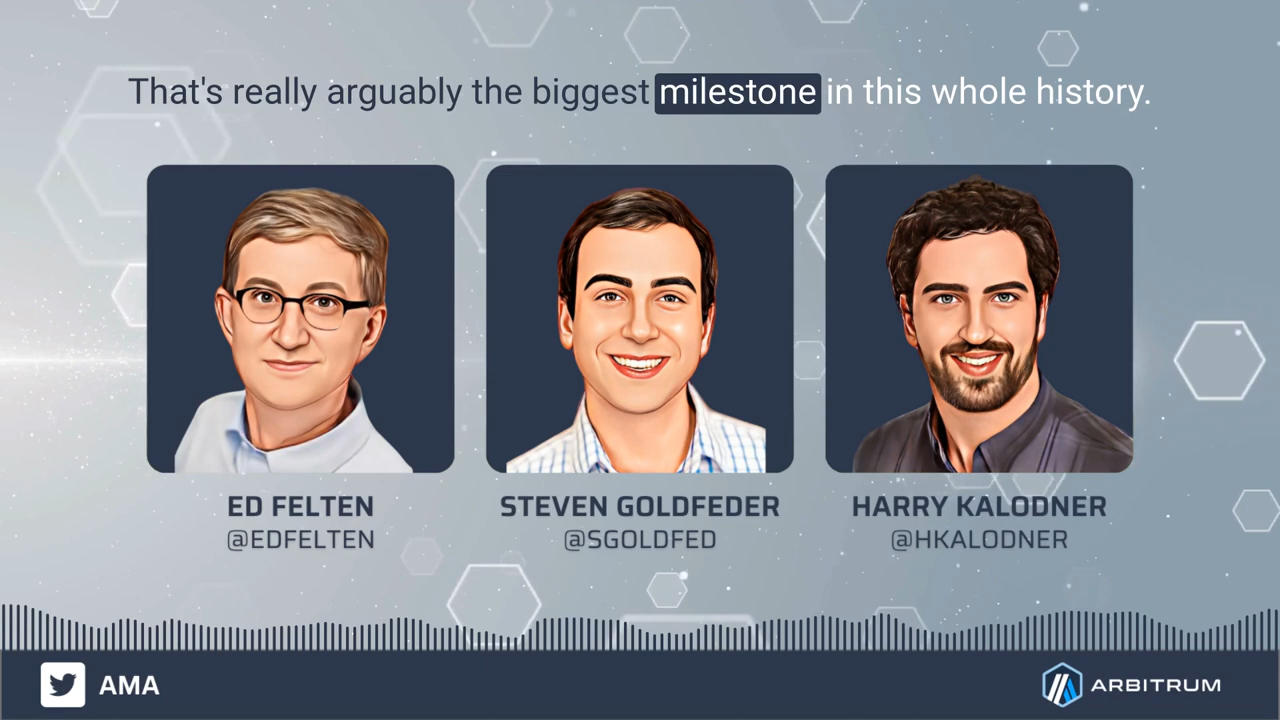 That's really arguably the biggest milestone in this whole history.
ED FELTEN
@EDFELTEN
STEVEN GOLDFEDER
@SGOLDFED
HARRY KALODNER
@HKALODNER
AMA
ARBITRUM